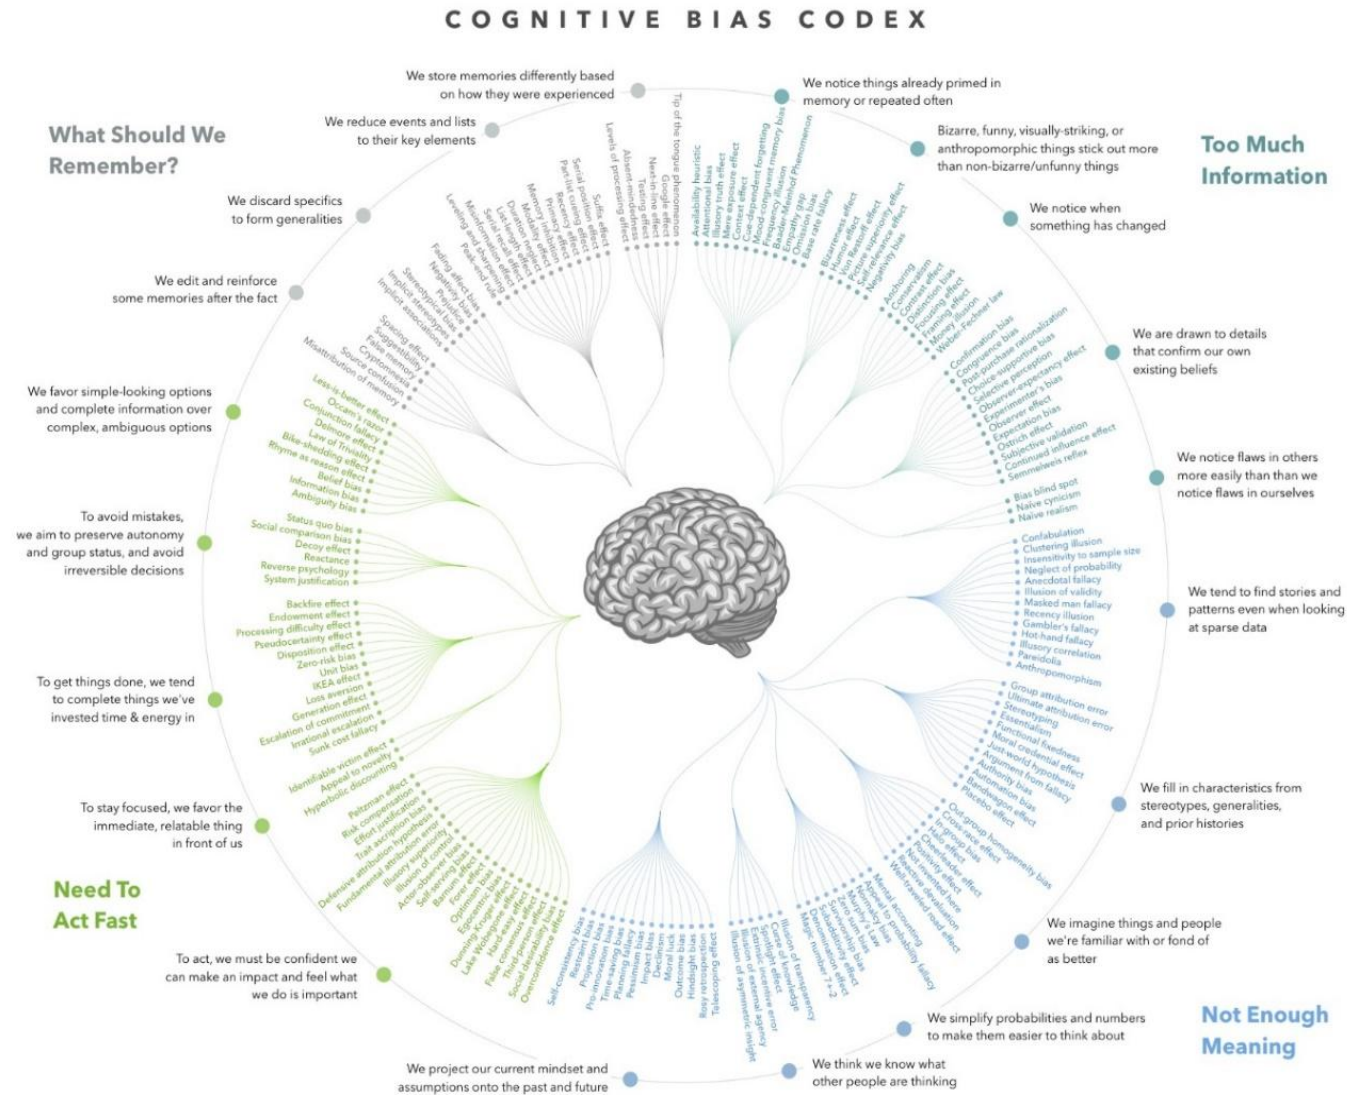 COGNITIVE BIAS CODEX
What Should We
Remember?
We store memories differently based
on how they were experienced
We reduce events and lists
to their key elements
We discard specifics
to form generalities
We edit and reinforce
some memories after the fact
Tip of the tongue phenomenon
Google effect
Next-in-line effect
Testing effect
Absent-mindedness
Levels of processing effect
Suffix effect
Serial position effect
Part-list cueing effect
Recency effect
Primacy effect
Memory inhibition
Modality effect
Duration neglect
List-length effect
Serial recall effect
Misinformation effect
Leveling and sharpening
Peak-end rule
Fading effect bias
Negativity bias
Prejudice
Stereotypical bias
Implicit stereotypes
Implicit associations
Spacing effect
Suggestibility
False memory
Cryptomnesia
Source confusion
Misattribution of memory
Too Much
Information
We notice things already primed in
memory or repeated often
Bizarre, funny, visually-striking, or
anthropomorphic things stick out more
than non-bizarre/unfunny things
We notice when
something has changed
We are drawn to details
that confirm our own
existing beliefs
We notice flaws in others
more easily than than we
notice flaws in ourselves
Availability heuristic
Attentional bias
Illusory truth effect
Mere exposure effect
Context effect
Cue-dependent forgetting
Mood-congruent memory bias
Frequency illusion
Baader-Meinhof Phenomenon
Empathy gap
Omission bias
Base rate fallacy
Bizarreness effect
Humor effect
Von Restorff effect
Picture superiority effect
Self-relevance effect
Negativity bias
Anchoring
Conservatism
Contrast effect
Distinction bias
Focusing effect
Framing effect
Money illusion
Weber-Fechner law
Confirmation bias
Congruence bias
Post-purchase rationalization
Choice-supportive bias
Selective perception
Observer-expectancy effect
Experimenter's bias
Observer effect
Expectation bias
Ostrich effect
Subjective validation
Continued influence effect
Semmelweis reflex
Bias blind spot
Naïve cynicism
Naïve realism
Not Enough
Meaning
We tend to find stories and
patterns even when looking
at sparse data
We fill in characteristics from
stereotypes, generalities,
and prior histories
We imagine things and people
we're familiar with or fond of
as better
We simplify probabilities and numbers
to make them easier to think about
We think we know what
other people are thinking
We project our current mindset and
assumptions onto the past and future
Confabulation
Clustering illusion
Insensitivity to sample size
Neglect of probability
Anecdotal fallacy
Illusion of validity
Masked man fallacy
Recency illusion
Gambler's fallacy
Hot-hand fallacy
Illusory correlation
Pareidolia
Anthropomorphism
Group attribution error
Ultimate attribution error
Stereotyping
Essentialism
Functional fixedness
Moral credential effect
Just-world hypothesis
Argument from fallacy
Authority bias
Automation bias
Bandwagon effect
Placebo effect
Out-group homogeneity bias
Cross-race effect
In-group bias
Halo effect
Cheerleader effect
Positivity effect
Not invented here
Reactive devaluation
Well-traveled road effect
Mental accounting
Appeal to probability fallacy
Normalcy bias
Murphy's Law
Zero sum bias
Survivorship bias
Subadditivity effect
Denomination effect
Magic number 7+-2
Illusion of transparency
Curse of knowledge
Spotlight effect
Extrinsic incentive error
Illusion of external agency
Illusion of asymmetric insight
Telescoping effect
Rosy retrospection
Hindsight bias
Outcome bias
Moral luck
Declinism
Impact bias
Pessimism bias
Planning fallacy
Time-saving bias
Pro-innovation bias
Projection bias
Restraint bias
Self-consistency bias
Need To
Act Fast
We favor simple-looking options
and complete information over
complex, ambiguous options
To avoid mistakes,
we aim to preserve autonomy
and group status, and avoid
irreversible decisions
To get things done, we tend
to complete things we've
invested time & energy in
To stay focused, we favor the
immediate, relatable thing
in front of us
To act, we must be confident we
can make an impact and feel what
we do is important
Less-is-better effect
Occam's razor
Conjunction fallacy
Delmore effect
Law of Triviality
Bike-shedding effect
Rhyme as reason effect
Belief bias
Information bias
Ambiguity bias
Status quo bias
Social comparison bias
Decoy effect
Reactance
Reverse psychology
System justification
Backfire effect
Endowment effect
Processing difficulty effect
Pseudocertainty effect
Disposition effect
Zero-risk bias
Unit bias
IKEA effect
Loss aversion
Generation effect
Escalation of commitment
Irrational escalation
Sunk cost fallacy
Identifiable victim effect
Appeal to novelty
Hyperbolic discounting
Peltzman effect
Risk compensation
Effort justification
Trait ascription bias
Defensive attribution hypothesis
Fundamental attribution error
Illusory superiority
Illusion of control
Actor-observer bias
Self-serving bias
Barnum effect
Forer effect
Optimism bias
Egocentric bias
Dunning-Kruger effect
Lake Wobegone effect
Hard-easy effect
False consensus effect
Third-person effect
Social desirability bias
Overconfidence effect